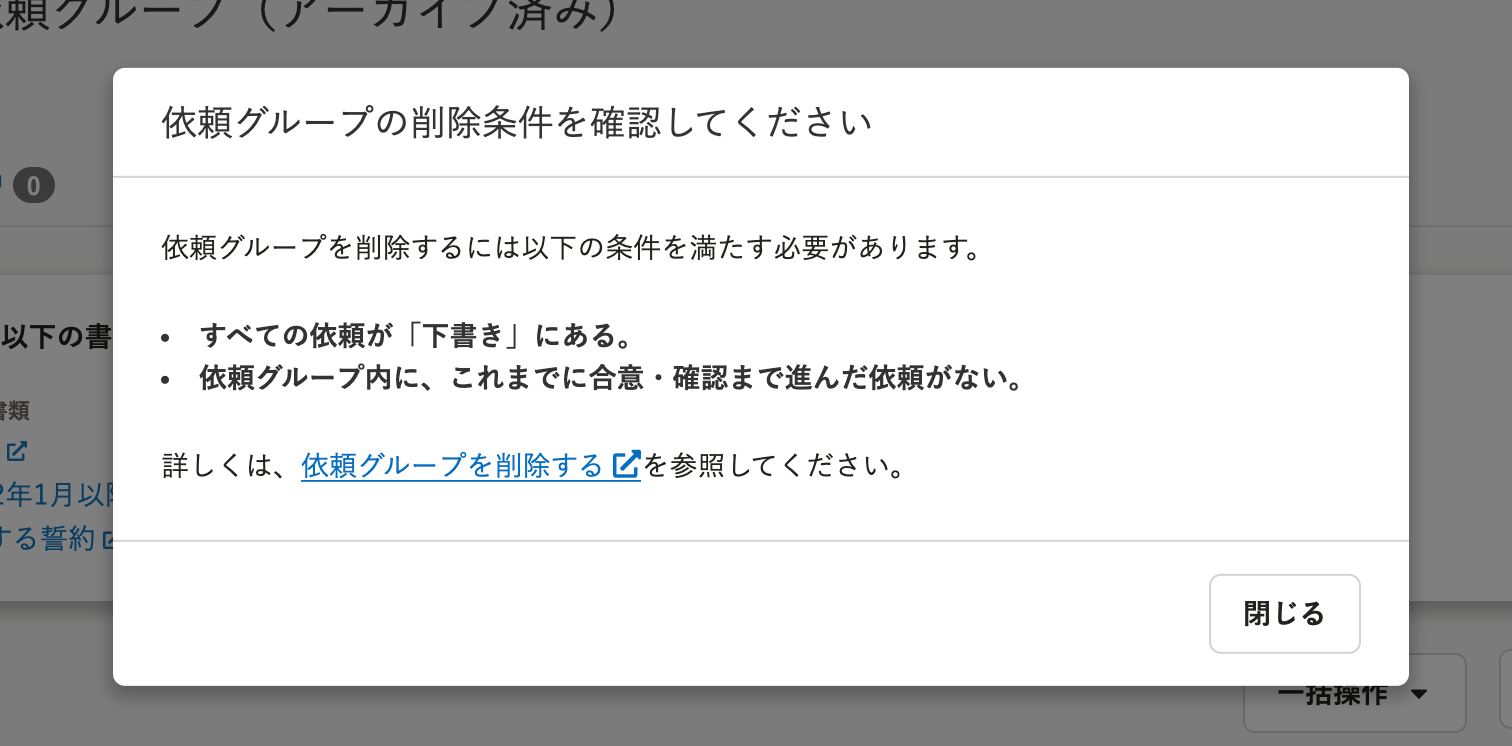 頼グループ（アーカイブ済み）
依頼グループの削除条件を確認してください
0
依頼グループを削除するには以下の条件を満たす必要があります。
以下の書
• すべての依頼が「下書き」にある。
• 依頼グループ内に、これまでに合意・確認まで進んだ依頼がない。
書類
詳しくは、依頼グループを削除するを参照してください。
2年1月以降
する誓約
閉じる
一括操作